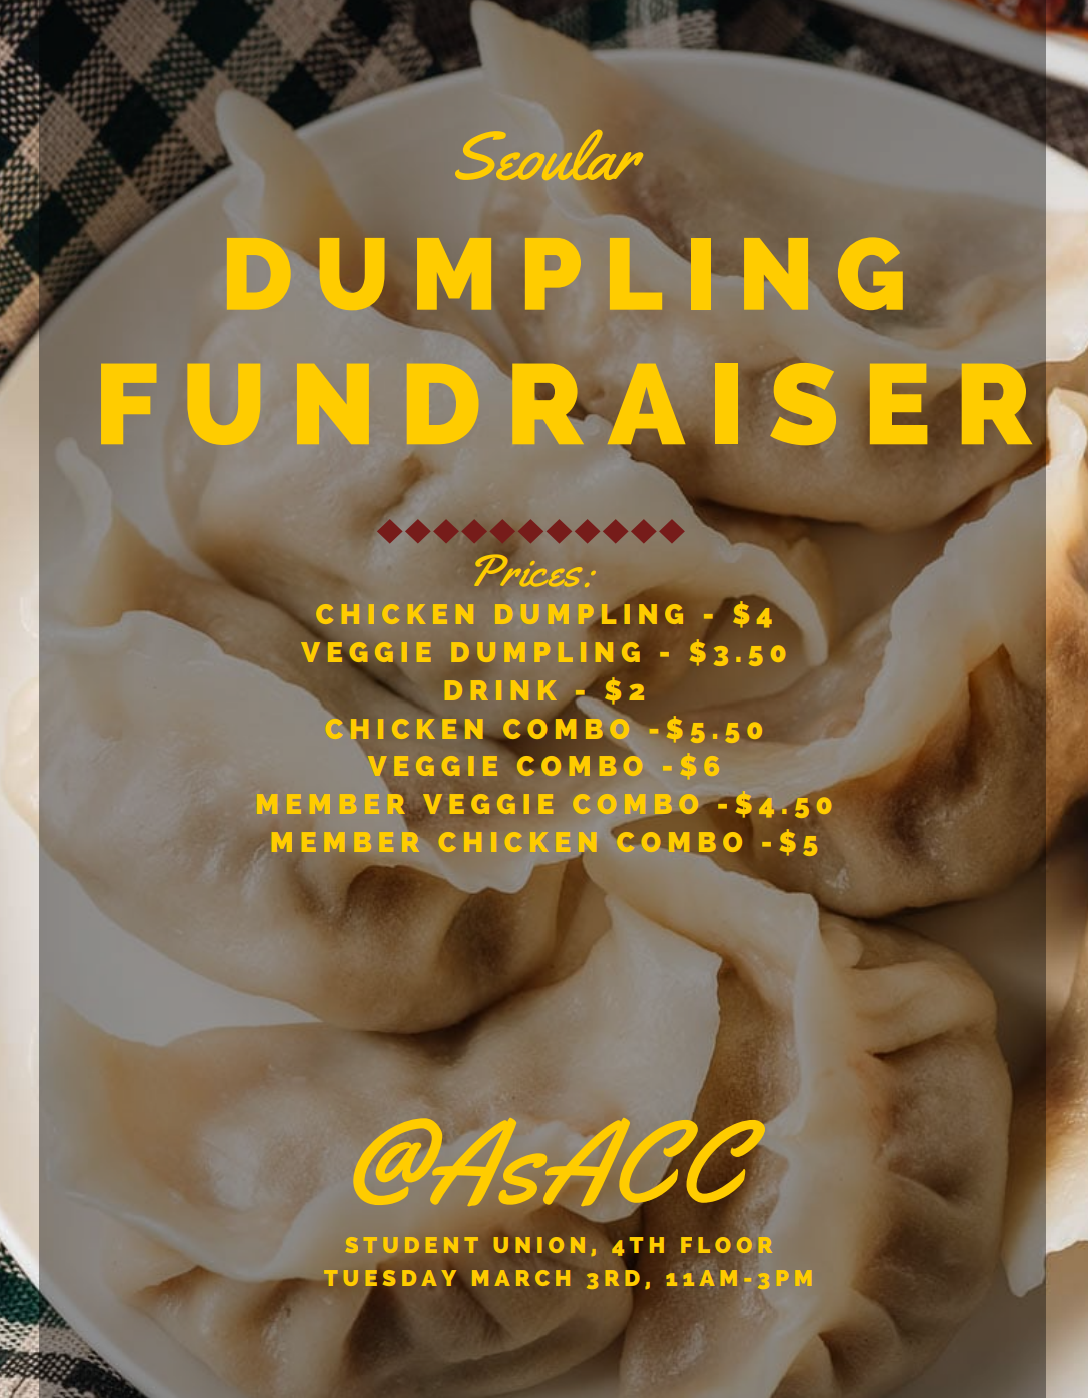 Seoular
DUMPLING
FUNDRAISER
Prices:
CHICKEN DUMPLING - $4
VEGGIE DUMPLING - $3.50
DRINK - $2
CHICKEN COMBO -$5.50
VEGGIE COMBO -$6
MEMBER VEGGIE COMBO -$4.50
MEMBER CHICKEN COMBO -$5
@AsACC
STUDENT UNION, 4TH FLOOR
TUESDAY MARCH 3RD, 11AM-3PM